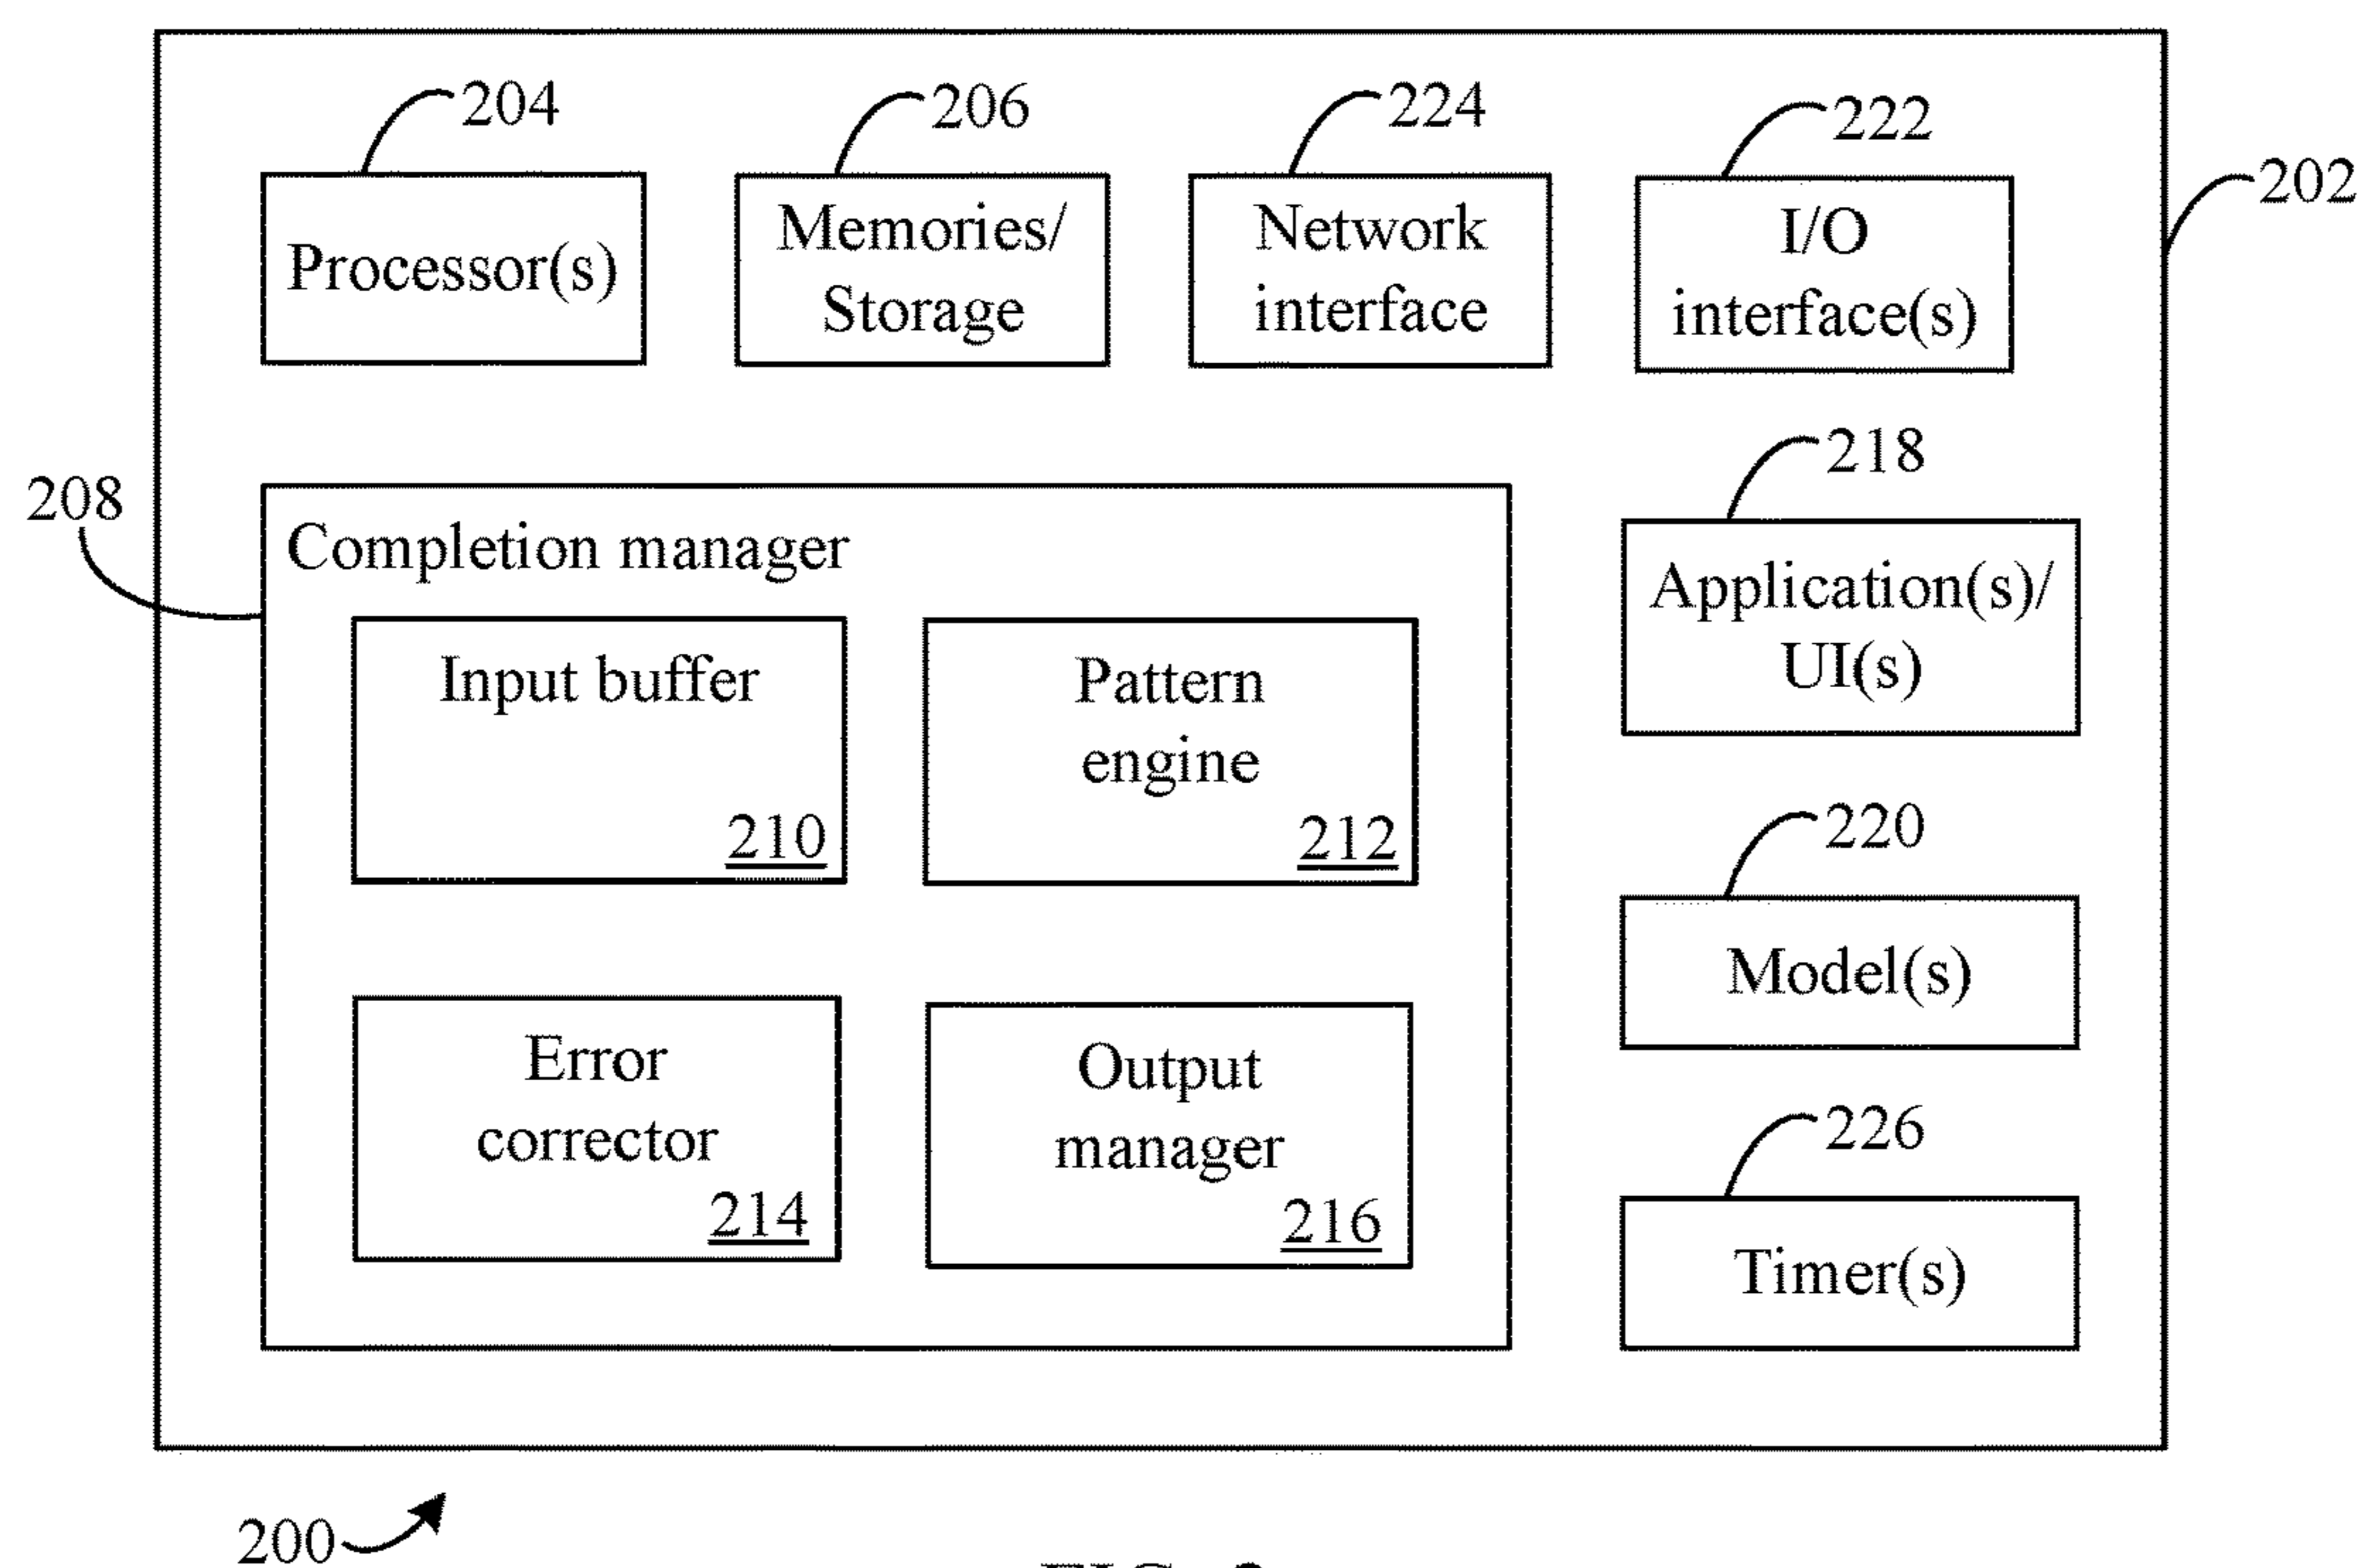 204
206
224
222
202
Processor(s)
Memories/
Storage
Network
interface
I/O
interface(s)
208
218
Completion manager
Application(s)/
UI(s)
Input buffer
210
Pattern
engine
212
220
Model(s)
Error
corrector
214
Output
manager
216
226
Timer(s)
200